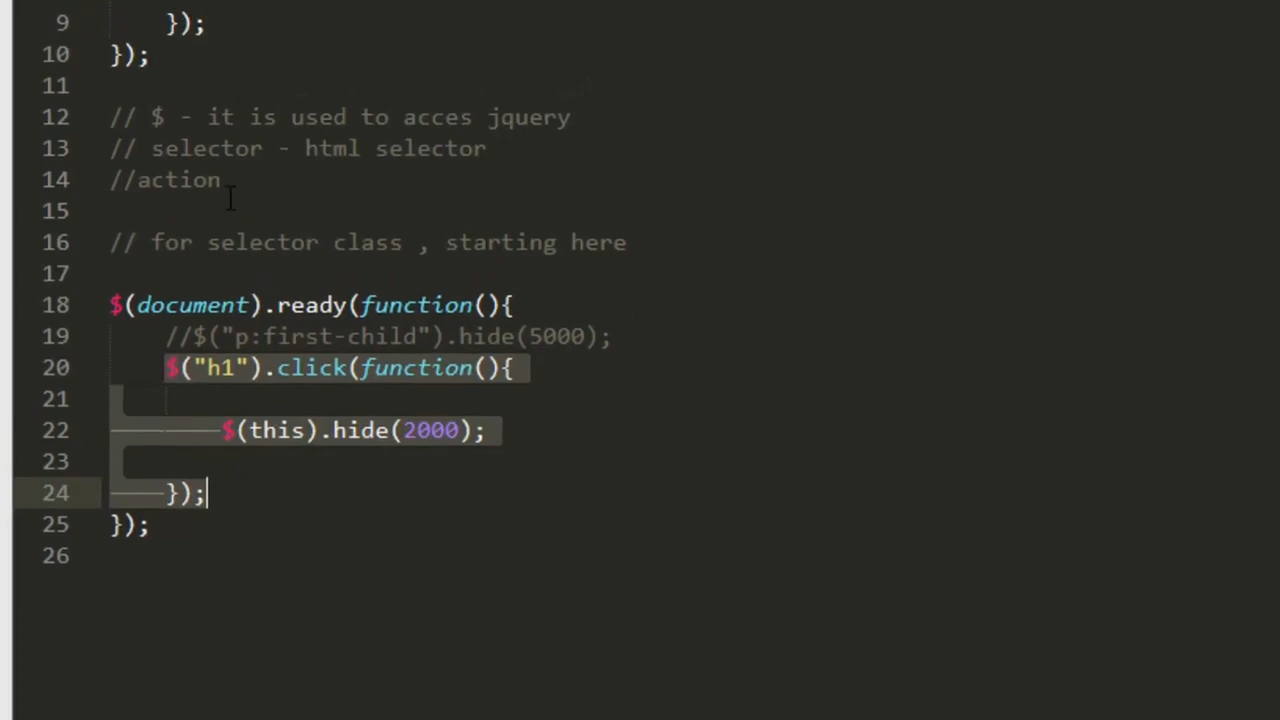 9 });
10 });
11
12 // $ - it is used to acces jquery
13 // selector - html selector
14 //action
15
16 // for selector class , starting here
17
18 $(document).ready(function(){
19 //$("p:first-child").hide(5000);
20 $("h1").click(function(){
21
22 $(this).hide(2000);
23
24 });
25 });
26